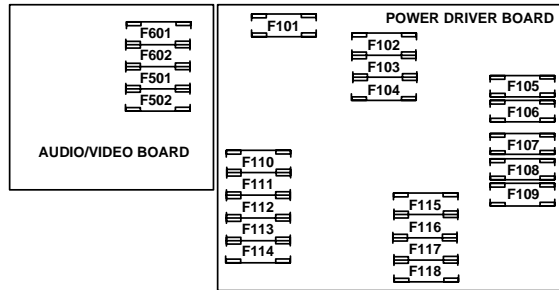 F601
F602
F501
F502
AUDIO/VIDEO BOARD
POWER DRIVER BOARD
F101
F102
F103
F104
F105
F106
F107
F108
F109
F110
F111
F112
F113
F114
F115
F116
F117
F118